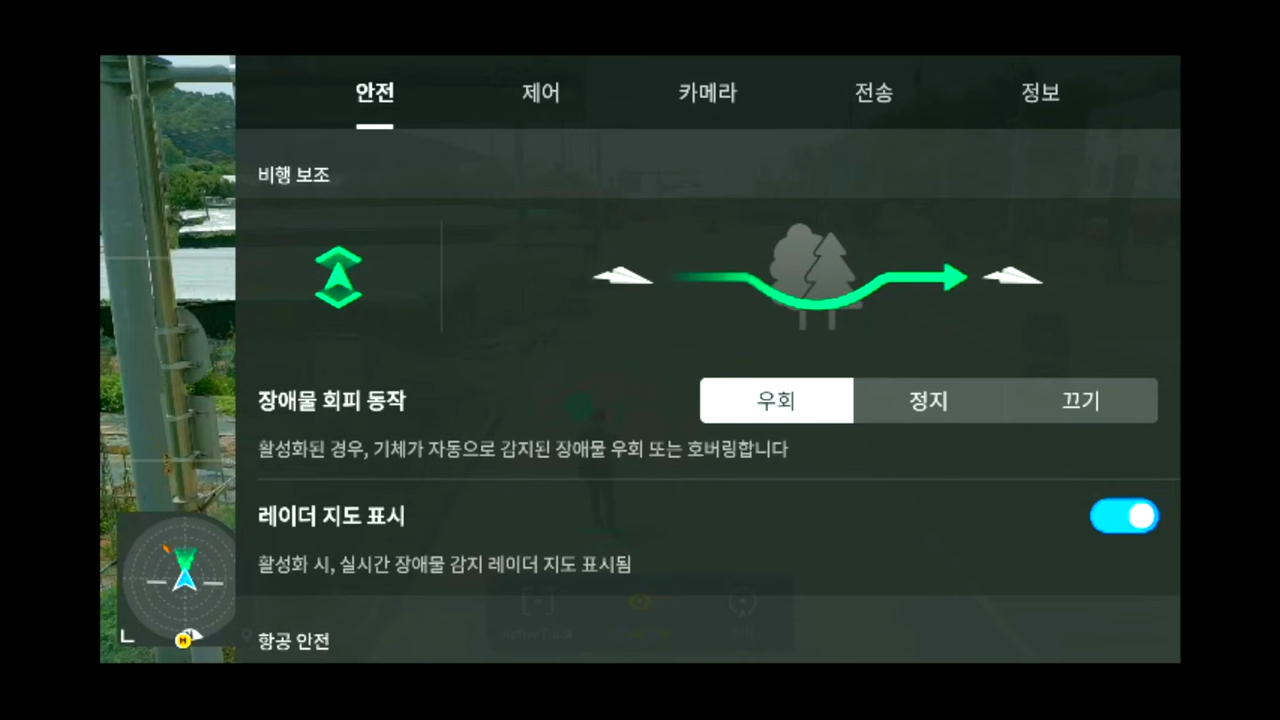 안전
제어
카메라
전송
정보
비행 보조
장애물 회피 동작
우회
정지
끄기
활성화된 경우, 기체가 자동으로 감지된 장애물 우회 또는 호버링합니다
레이더 지도 표시
활성화 시, 실시간 장애물 감지 레이더 지도 표시됨
L
H
항공 안전